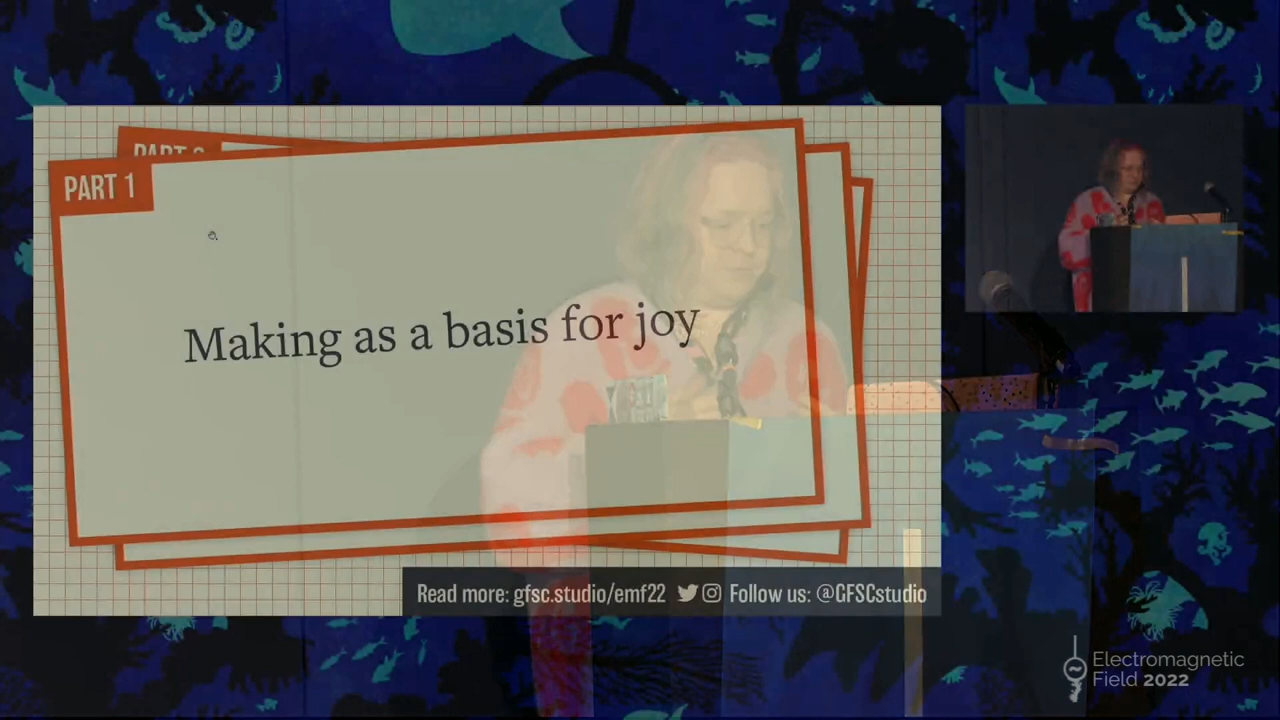 PART 1
Making as a basis for joy
Read more: gfsc.studio/emf22 Follow us: @GFSCstudio
Electromagnetic
Field 2022